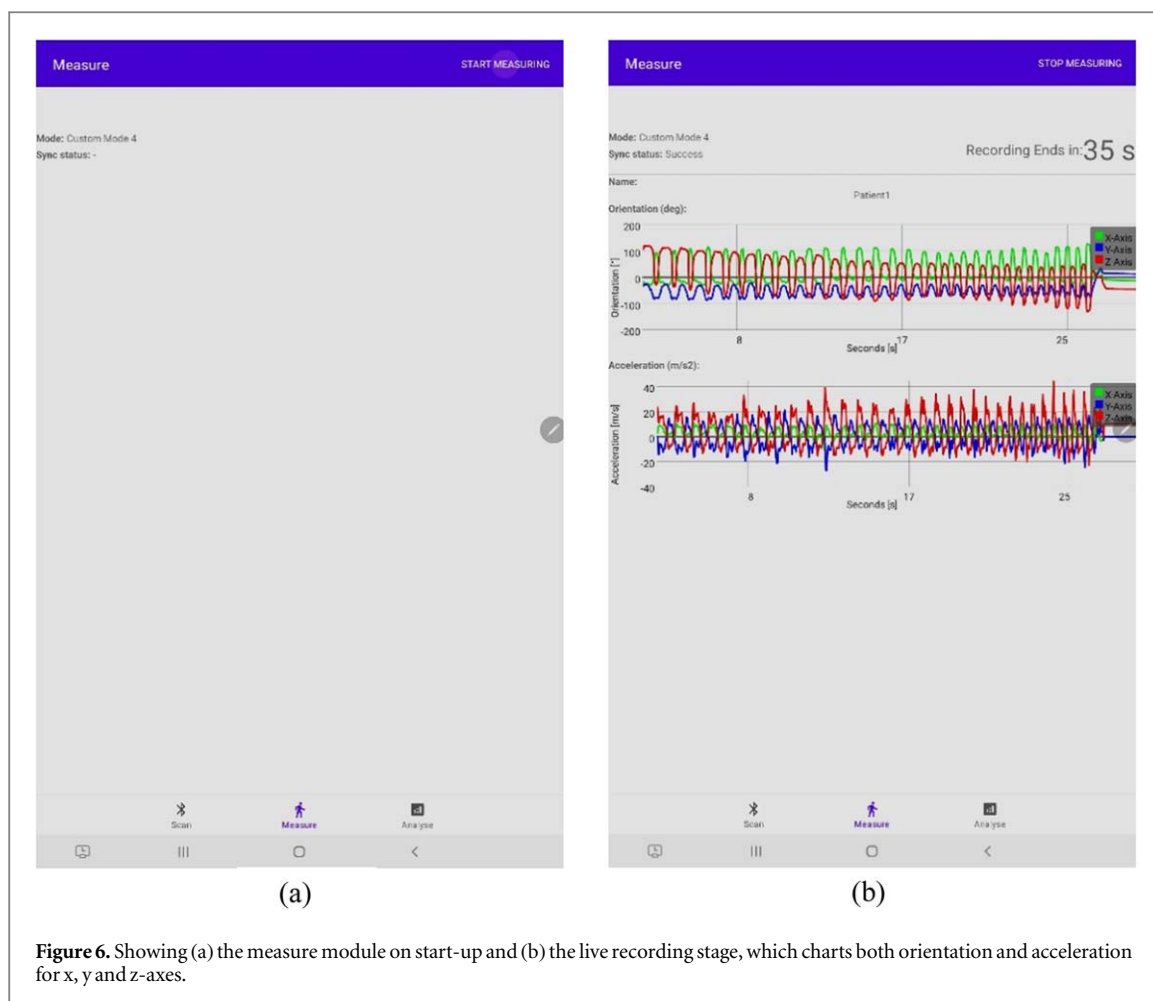 Measure
START MEASURING
Mode: Custom Mode 4
Sync status: -
Scan
Measure
Analyse
(a)
Measure
STOP MEASURING
Mode: Custom Mode 4
Sync status: Success
Recording Ends in:35 s
Name:
Patient1
Orientation (deg):
200
100
0
-100
-200
Orientation [°]
8
17
25
Seconds [s]
X-Axis
Y-Axis
Z Axis
Acceleration (m/s2):
40
20
0
-20
-40
Acceleration [m/s]
8
17
25
Seconds [s]
X Axis
Y-Axis
Z-Axis
Scan
Measure
Analyse
(b)
Figure 6. Showing (a) the measure module on start-up and (b) the live recording stage, which charts both orientation and acceleration
for x, y and z-axes.